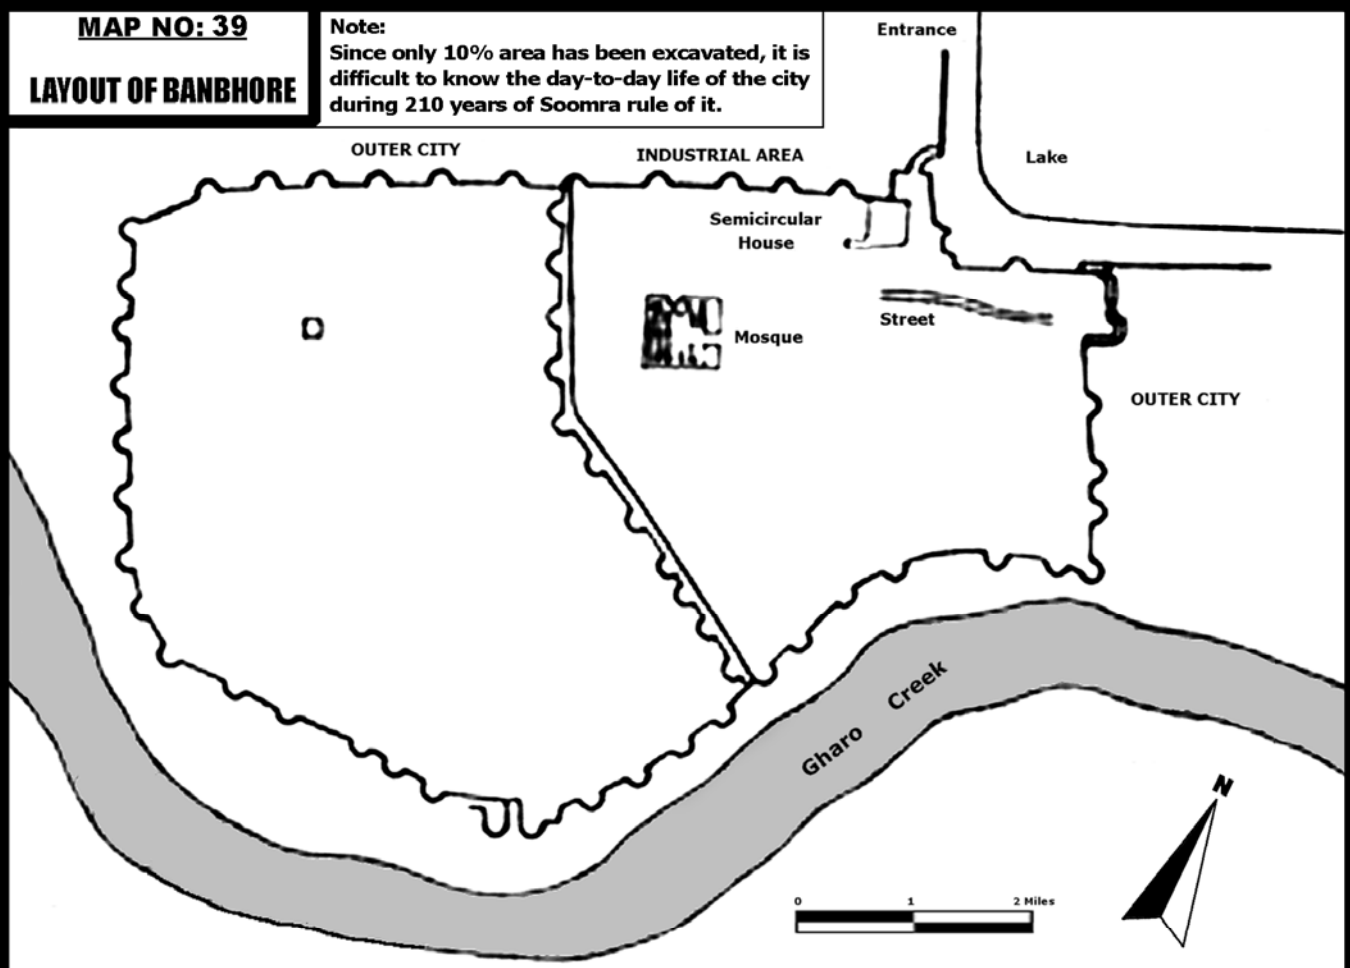 MAP NO: 39
LAYOUT OF BANBHORE
Note:
Since only 10% area has been excavated, it is
difficult to know the day-to-day life of the city
during 210 years of Soomra rule of it.
Entrance
OUTER CITY
INDUSTRIAL AREA
Lake
Semicircular
House
Street
Mosque
OUTER CITY
Gharo Creek
N
0 1 2 Miles